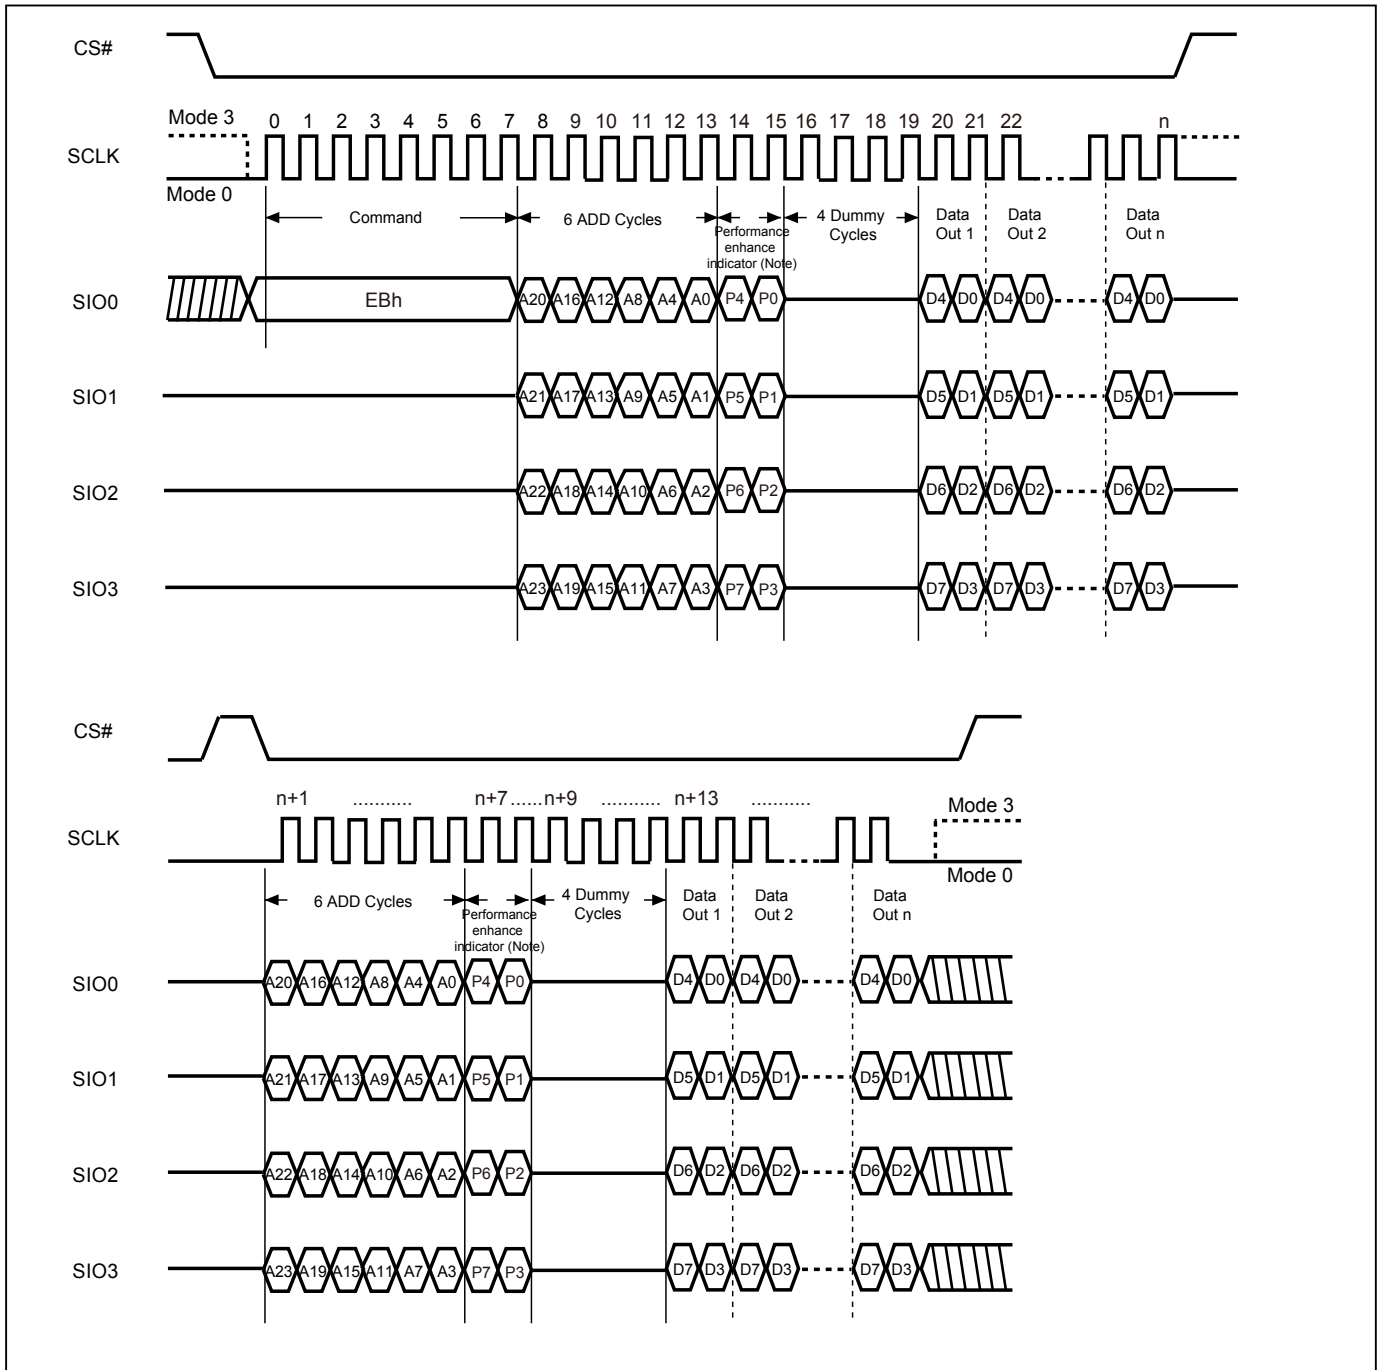 CS#
Mode 3
0 1 2 3 4 5 6 7 8 9 10 11 12 13 14 15 16 17 18 19 20 21 22 n
SCLK
Mode 0
Command 6 ADD Cycles 4 Dummy Cycles Data Out 1 Data Out 2 Data Out n
Performance enhance indicator (Note)
SIO0 EBh A20 A16 A12 A8 A4 A0 P4 P0 D4 D0 D4 D0 D4 D0
SIO1 A21 A17 A13 A9 A5 A1 P5 P1 D5 D1 D5 D1 D5 D1
SIO2 A22 A18 A14 A10 A6 A2 P6 P2 D6 D2 D6 D2 D6 D2
SIO3 A23 A19 A15 A11 A7 A3 P7 P3 D7 D3 D7 D3 D7 D3
CS#
n+1 ........... n+7 ...... n+9 ........... n+13 ...........
Mode 3
SCLK
Mode 0
6 ADD Cycles 4 Dummy Cycles Data Out 1 Data Out 2 Data Out n
Performance enhance indicator (Note)
SIO0 A20 A16 A12 A8 A4 A0 P4 P0 D4 D0 D4 D0 D4 D0
SIO1 A21 A17 A13 A9 A5 A1 P5 P1 D5 D1 D5 D1 D5 D1
SIO2 A22 A18 A14 A10 A6 A2 P6 P2 D6 D2 D6 D2 D6 D2
SIO3 A23 A19 A15 A11 A7 A3 P7 P3 D7 D3 D7 D3 D7 D3